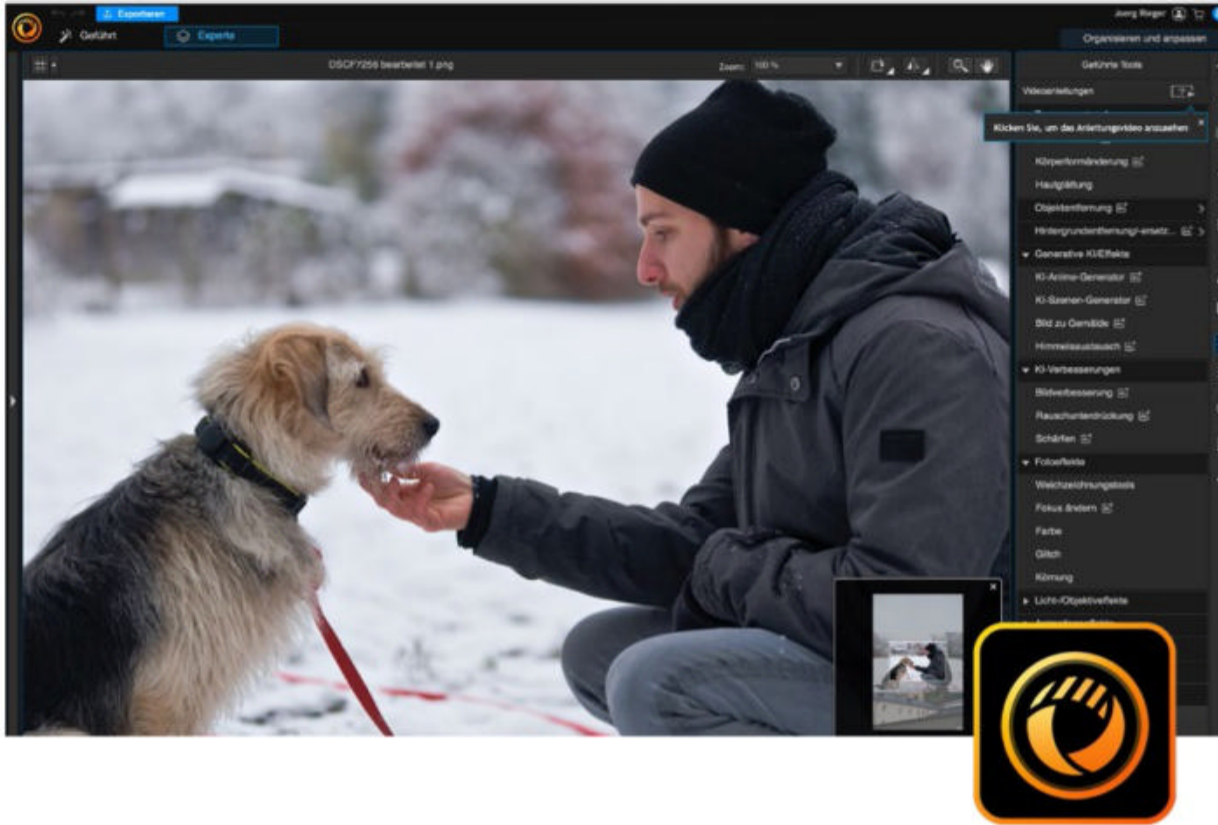 Exportieren
Joerg Rieger
Geführt
Experte
Organisieren und anpassen
DSCF7256 bearbeitet 1.png
Zoom: 100 %
Geführte Tools
Videoanleitungen
Klicken Sie, um das Anleitungsvideo anzusehen
Körperformänderung
Hautglättung
Objektentfernung
Hintergrundentfernung/-ersetz...
Generative KI/Effekte
KI-Anime-Generator
KI-Szenen-Generator
Bild zu Gemälde
Himmelsaustausch
KI-Verbesserungen
Bildverbesserung
Rauschunterdrückung
Schärfen
Fotoeffekte
Weichzeichnungstools
Fokus ändern
Farbe
Glitch
Körnung
Licht-/Objektiveffekte